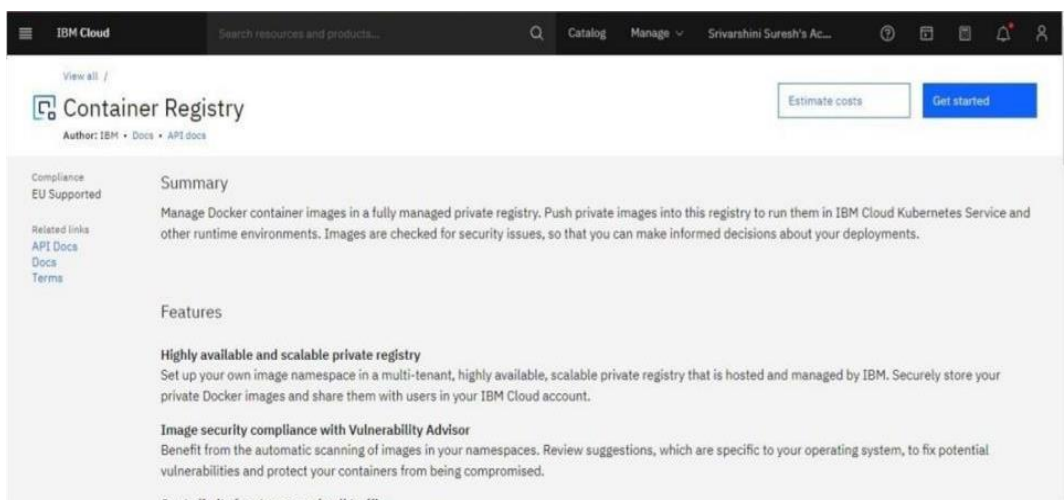 IBM Cloud
Search resources and products...
Catalog
Manage
Srivarshini Suresh's Ac...
View all /
Container Registry
Author: IBM • Docs • API docs
Estimate costs
Get started
Compliance
EU Supported
Related links
API Docs
Docs
Terms
Summary
Manage Docker container images in a fully managed private registry. Push private images into this registry to run them in IBM Cloud Kubernetes Service and
other runtime environments. Images are checked for security issues, so that you can make informed decisions about your deployments.
Features
Highly available and scalable private registry
Set up your own image namespace in a multi-tenant, highly available, scalable private registry that is hosted and managed by IBM. Securely store your
private Docker images and share them with users in your IBM Cloud account.
Image security compliance with Vulnerability Advisor
Benefit from the automatic scanning of images in your namespaces. Review suggestions, which are specific to your operating system, to fix potential
vulnerabilities and protect your containers from being compromised.